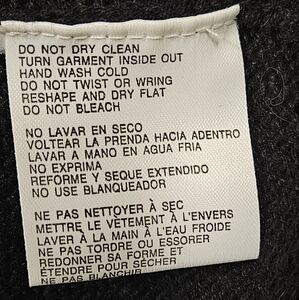 DO NOT DRY CLEAN
TURN GARMENT INSIDE OUT
HAND WASH COLD
DO NOT TWIST OR WRING
RESHAPE AND DRY FLAT
DO NOT BLEACH
NO LAVAR EN SECO
VOLTEAR LA PRENDA HACIA ADENTRO
LAVAR A MANO EN AGUA FRIA
NO EXPRIMA
REFORME Y SEQUE EXTENDIDO
NO USE BLANQUEADOR
NE PAS NETTOYER À SEC
METTRE LE VÊTEMENT À L'ENVERS
LAVER À LA MAIN À L'EAU FROIDE
NE PAS TORDRE OU ESSORER
REDONNER SA FORME ET
ÉTENDRE POUR SÉCHER
NE PAS BLANCHIR